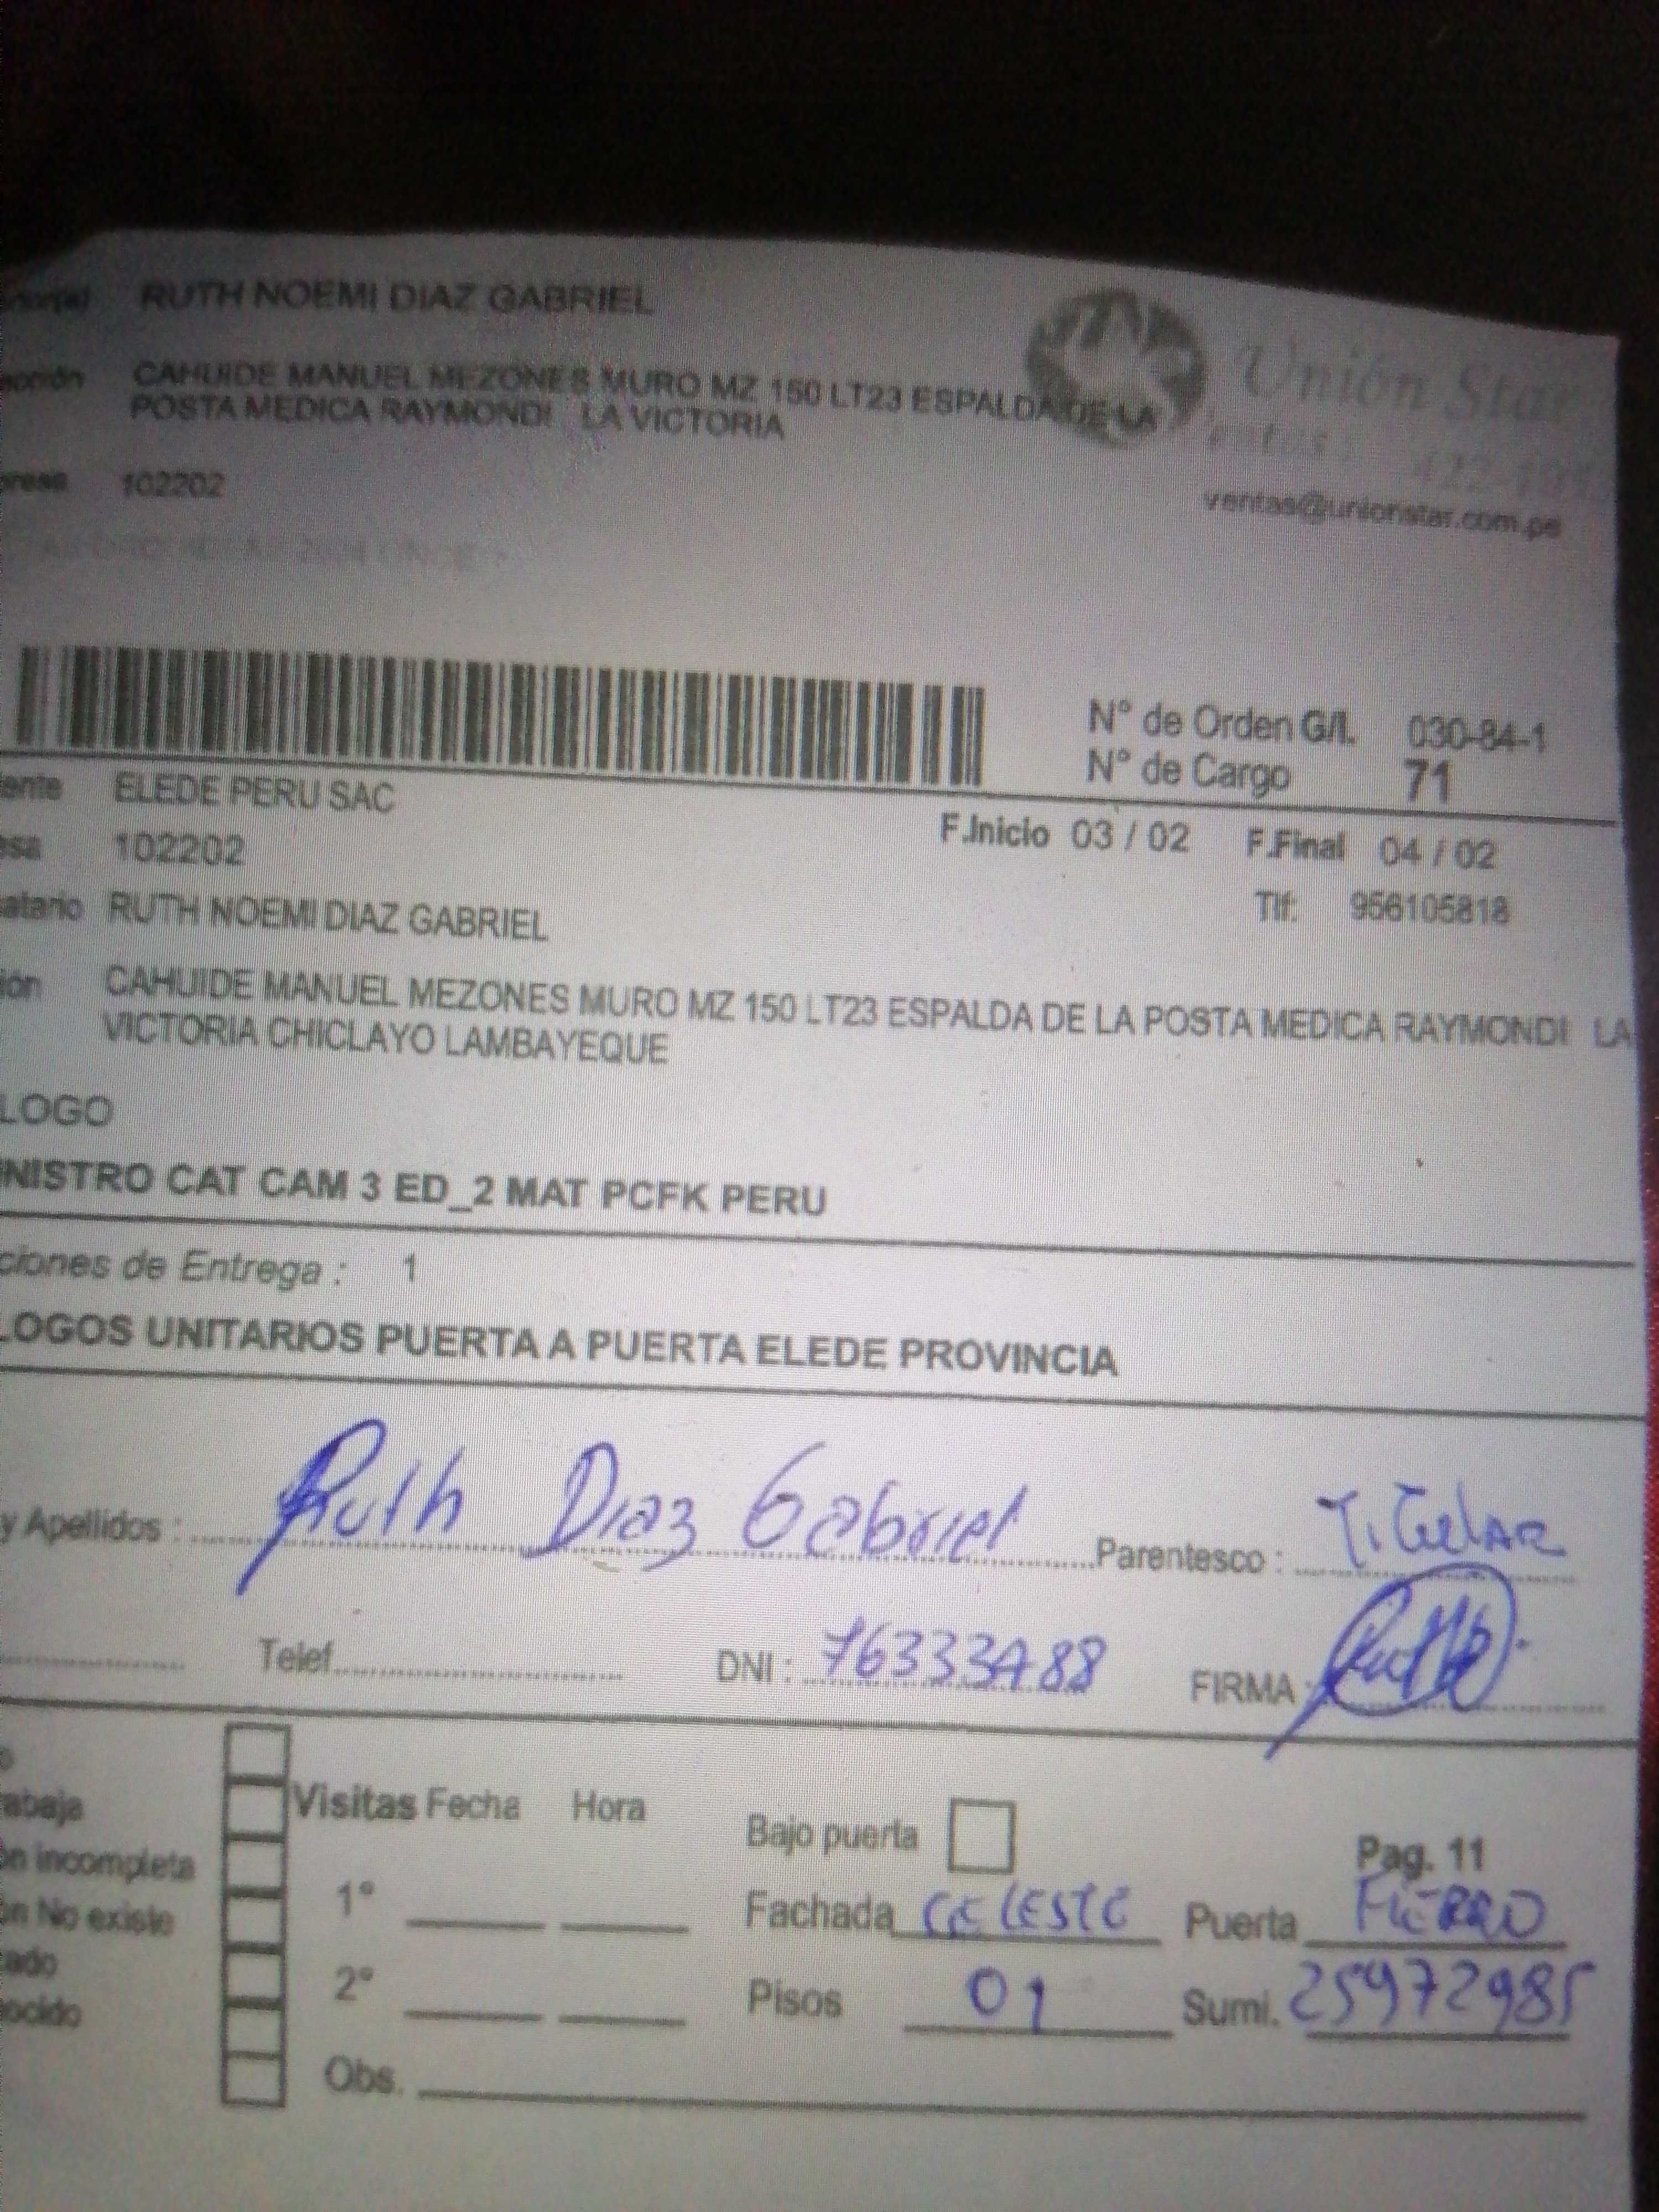 RUTH NOEMI DIAZ GABRIEL
CAHUIDE MANUEL MEZONES MURO MZ 150 LT23 ESPALDA DE LA
POSTA MEDICA RAYMONDI LA VICTORIA
102202
Unión Star
ventas@unionstar.com.pe
N° de Orden G/I. 030-84-1
N° de Cargo 71
ELEDE PERU SAC
102202
F.Inicio 03 / 02 F.Final 04 / 02
RUTH NOEMI DIAZ GABRIEL
Tlf: 956105818
CAHUIDE MANUEL MEZONES MURO MZ 150 LT23 ESPALDA DE LA POSTA MEDICA RAYMONDI LA
VICTORIA CHICLAYO LAMBAYEQUE
LOGO
NISTRO CAT CAM 3 ED_2 MAT PCFK PERU
ciones de Entrega : 1
LOGOS UNITARIOS PUERTA A PUERTA ELEDE PROVINCIA
y Apellidos : Ruth Diaz Gabriel Parentesco : Titular
Telef. DNI : FIRMA :
abaja
Visitas Fecha Hora
Bajo puerta
Pag. 11
n incompleta
1°
Fachada CELESTE Puerta FIERRO
n No existe
ado
2°
Pisos 01 Sumi. 25972985
ocido
Obs.